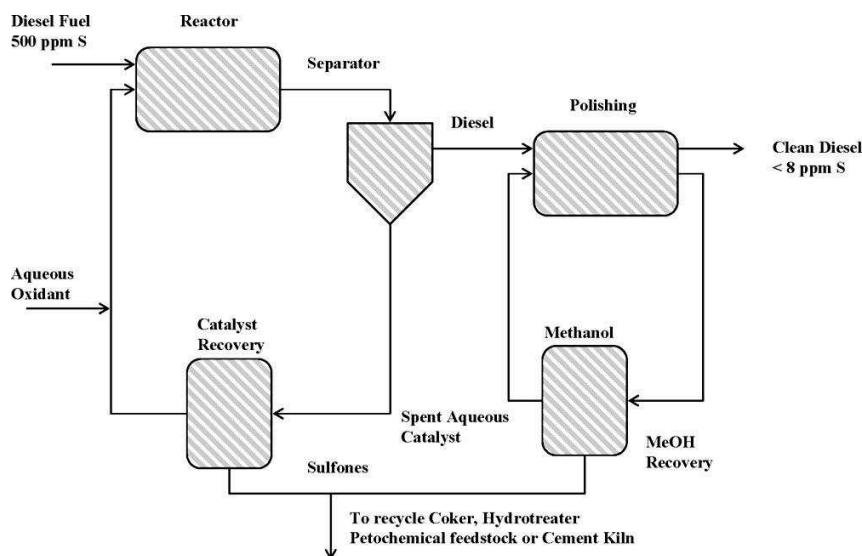 Diesel Fuel
500 ppm S
Reactor
Separator
Diesel
Polishing
Clean Diesel
< 8 ppm S
Aqueous
Oxidant
Catalyst
Recovery
Methanol
Spent Aqueous
Catalyst
MeOH
Recovery
Sulfones
To recycle Coker, Hydrotreater
Petochemical feedstock or Cement Kiln